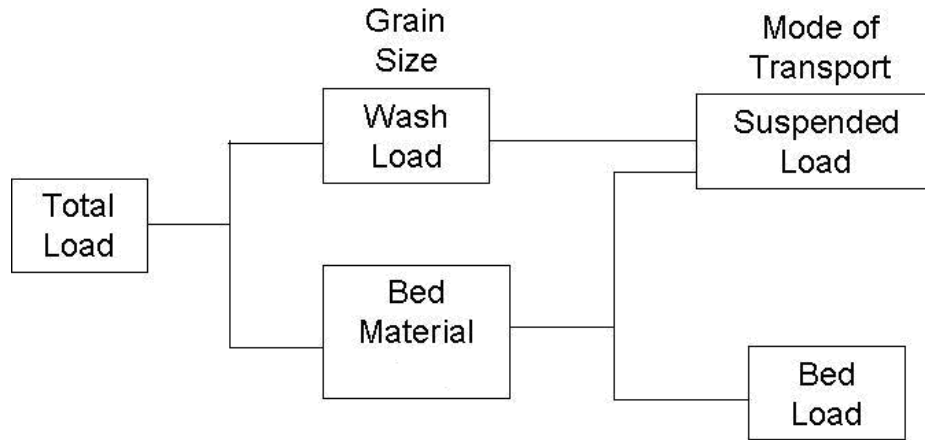 Grain
Size
Mode of
Transport
Wash
Load
Suspended
Load
Total
Load
Bed
Material
Bed
Load